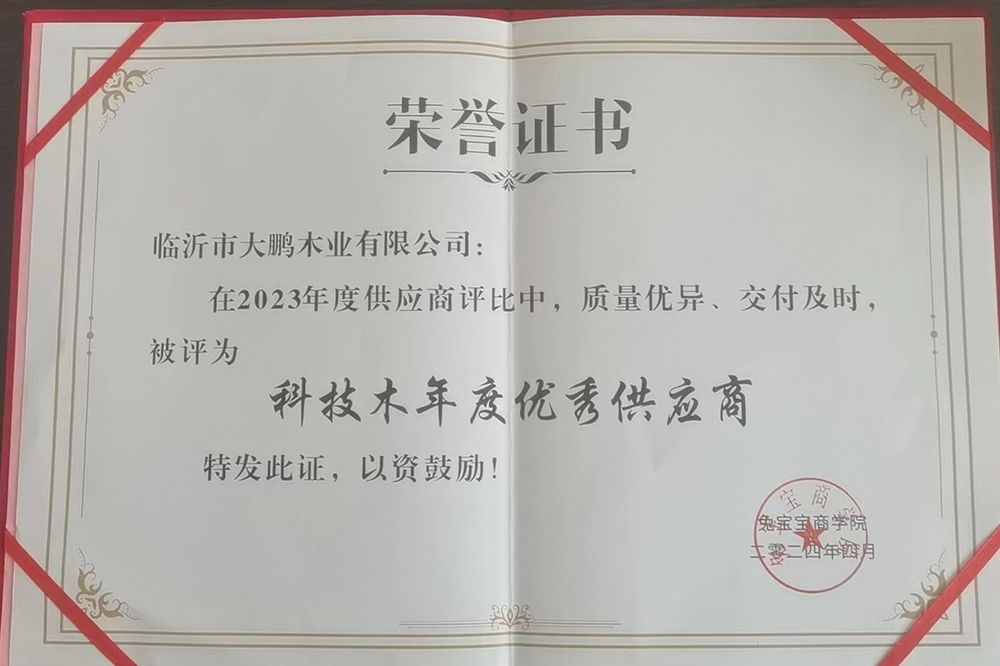 荣誉证书
临沂市大鹏木业有限公司：
在2023年度供应商评比中，质量优异、交付及时，
被评为
科技木年度优秀供应商
特发此证，以资鼓励！
兔宝宝商学院
二零二四年四月